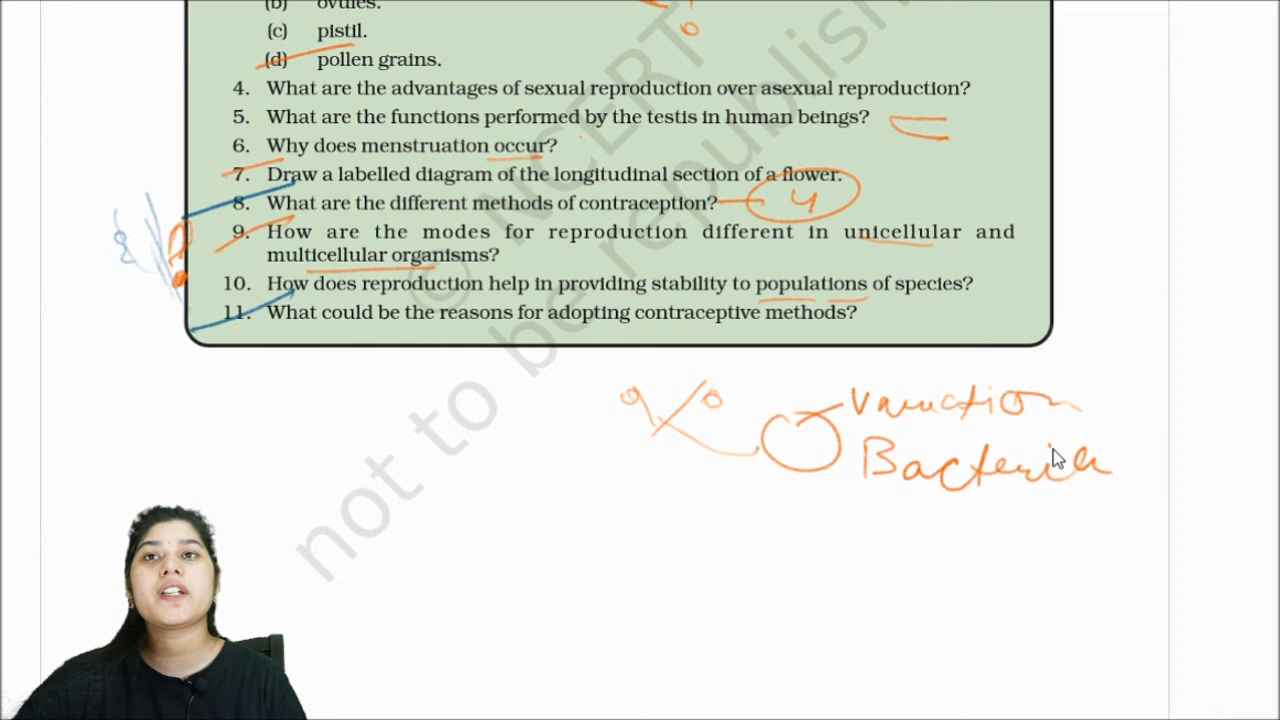 (b) ovules.
(c) pistil.
(d) pollen grains.
4. What are the advantages of sexual reproduction over asexual reproduction?
5. What are the functions performed by the testis in human beings?
6. Why does menstruation occur?
7. Draw a labelled diagram of the longitudinal section of a flower.
8. What are the different methods of contraception? 4
9. How are the modes for reproduction different in unicellular and
multicellular organisms?
10. How does reproduction help in providing stability to populations of species?
11. What could be the reasons for adopting contraceptive methods?
© NCERT
not to be republish
Bacteria